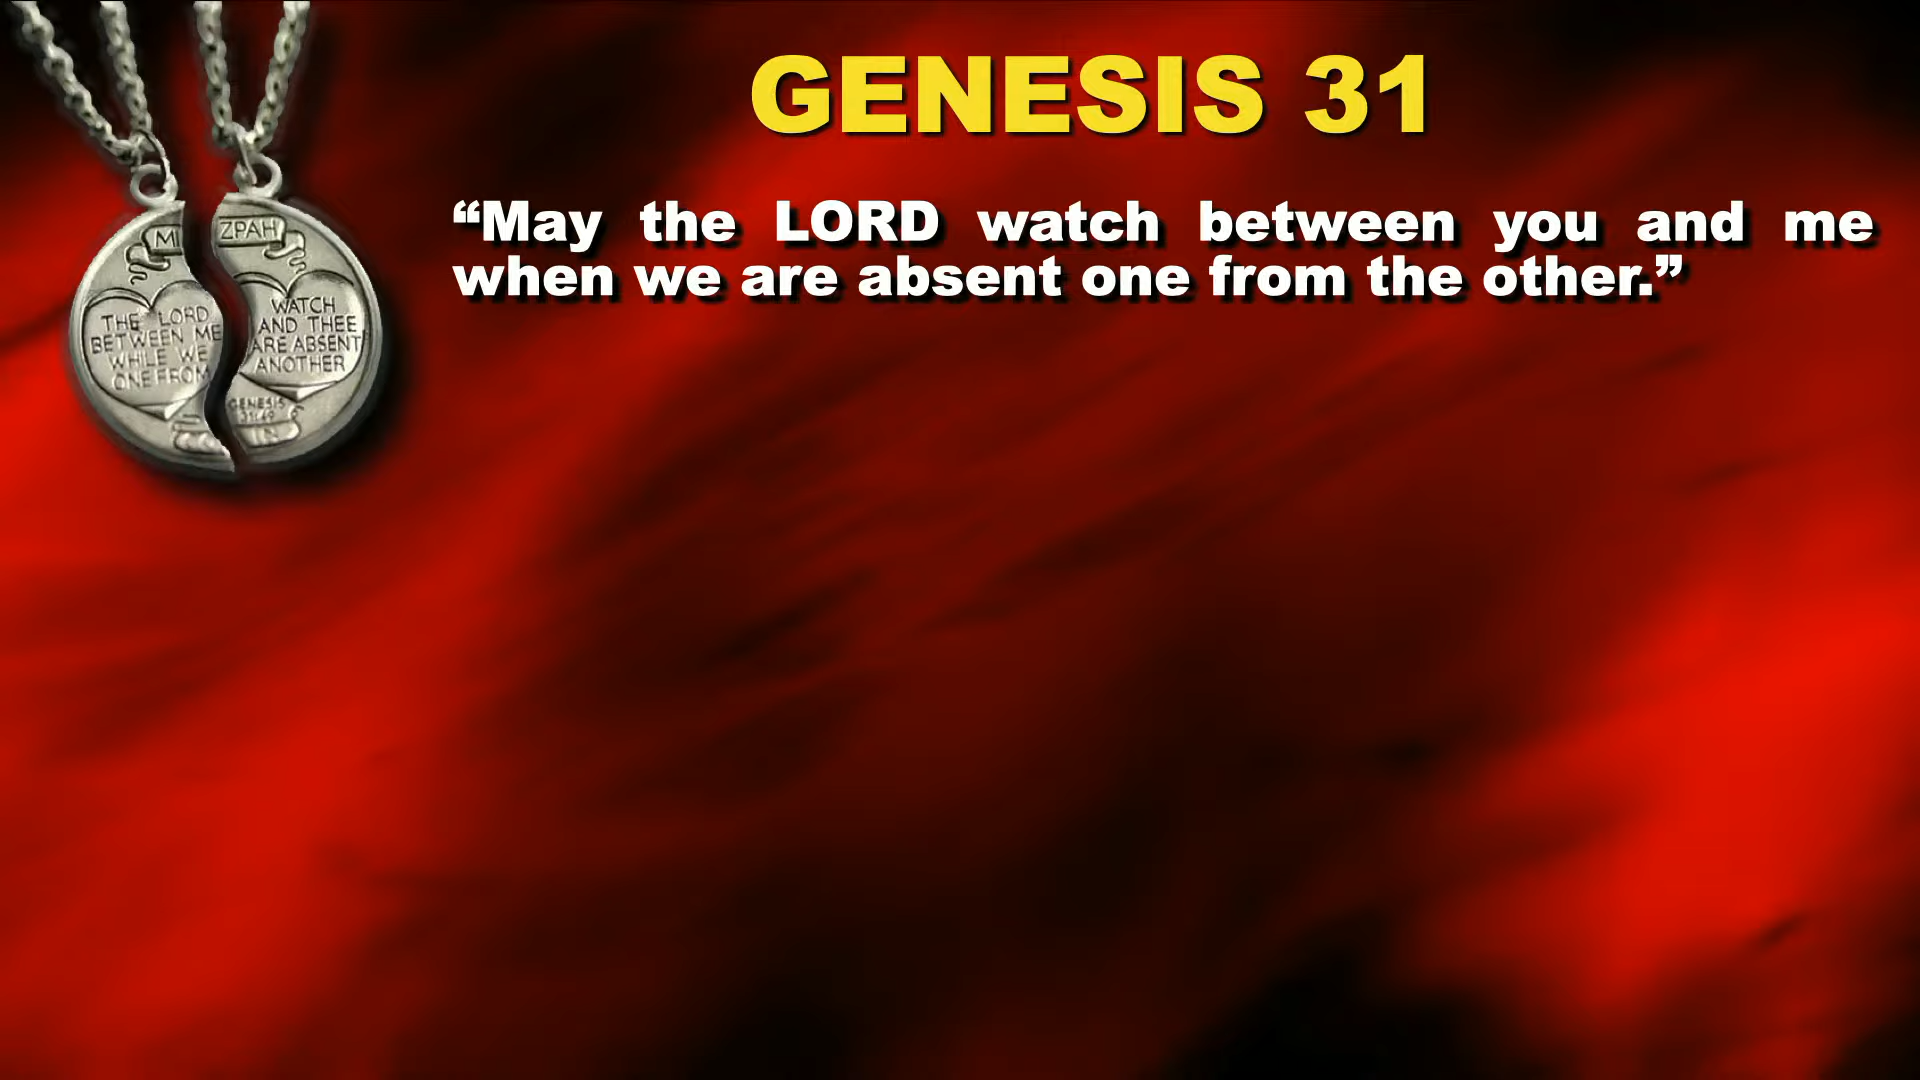 GENESIS 31
“May the LORD watch between you and me
when we are absent one from the other.”
MI ZPAH
THE LORD WATCH
BETWEEN ME AND THEE
WHILE WE ARE ABSENT
ONE FROM ANOTHER
GENESIS